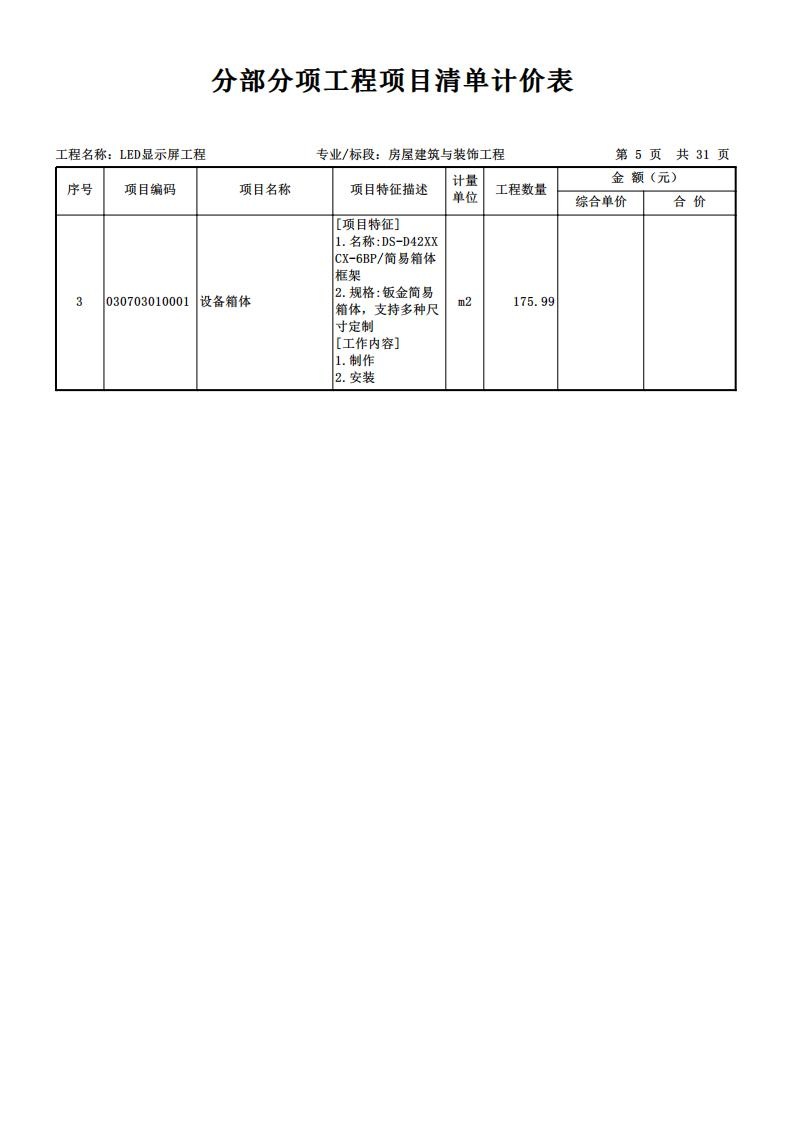 分部分项工程项目清单计价表
工程名称：LED显示屏工程 专业/标段：房屋建筑与装饰工程 第 5 页 共 31 页
序号 项目编码 项目名称 项目特征描述 计量单位 工程数量 金 额（元）
综合单价 合 价
[项目特征]
1.名称:DS-D42XX
CX-6BP/简易箱体
框架
2.规格:钣金简易
箱体，支持多种尺
寸定制
[工作内容]
1.制作
2.安装
3 030703010001 设备箱体 m2 175.99